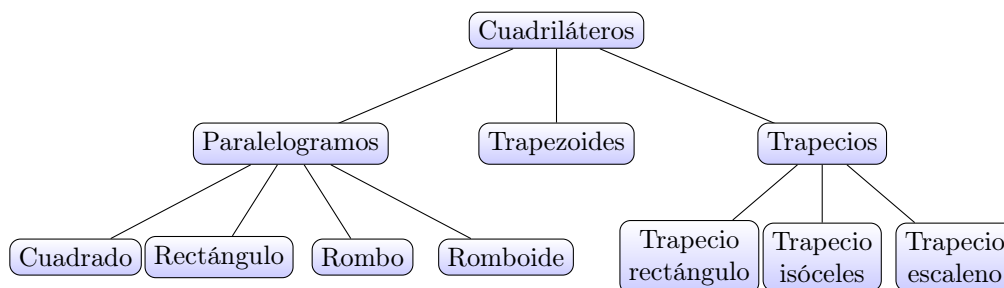 Cuadriláteros
Paralelogramos
Trapezoides
Trapecios
Cuadrado
Rectángulo
Rombo
Romboide
Trapecio
rectángulo
Trapecio
isóceles
Trapecio
escaleno